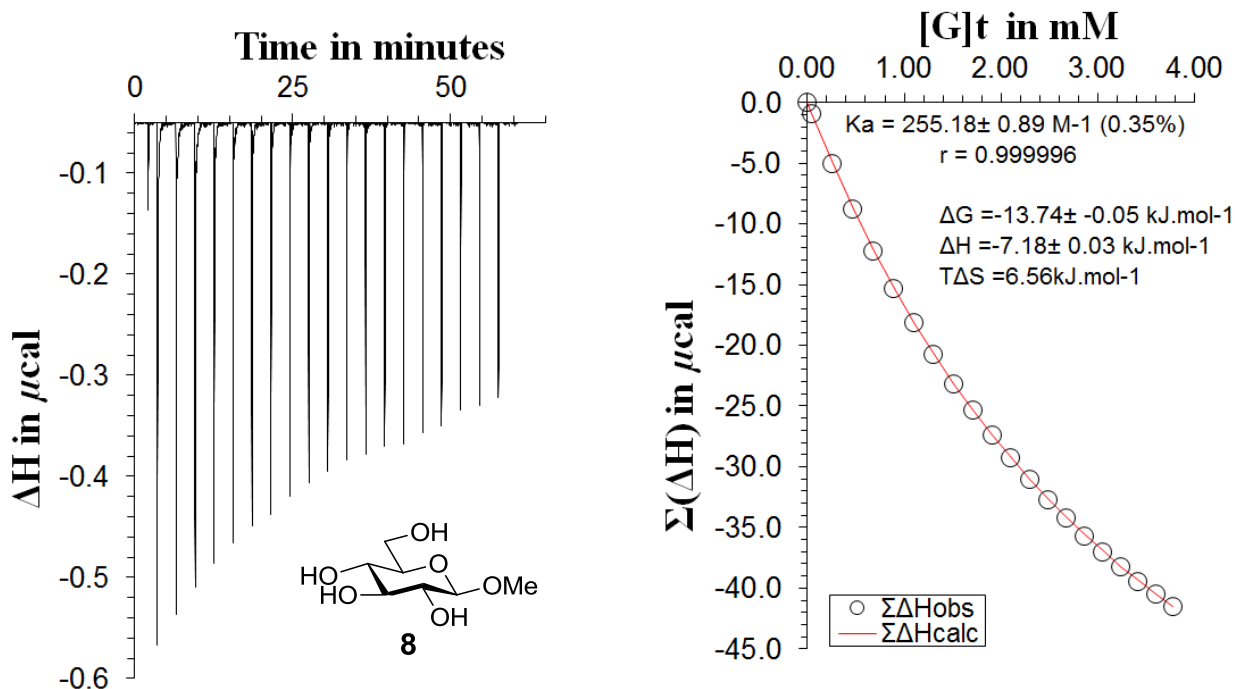 Time in minutes
0 25 50
-0.1
-0.2
-0.3
-0.4
-0.5
-0.6
ΔH in μcal
OH
HO
O
HO
OMe
OH
8
[G]t in mM
0.00 1.00 2.00 3.00 4.00
0.0
-5.0
-10.0
-15.0
-20.0
-25.0
-30.0
-35.0
-40.0
-45.0
Σ(ΔH) in μcal
Ka = 255.18± 0.89 M-1 (0.35%)
r = 0.999996
ΔG =-13.74± -0.05 kJ.mol-1
ΔH =-7.18± 0.03 kJ.mol-1
TΔS =6.56kJ.mol-1
ΣΔHobs
ΣΔHcalc